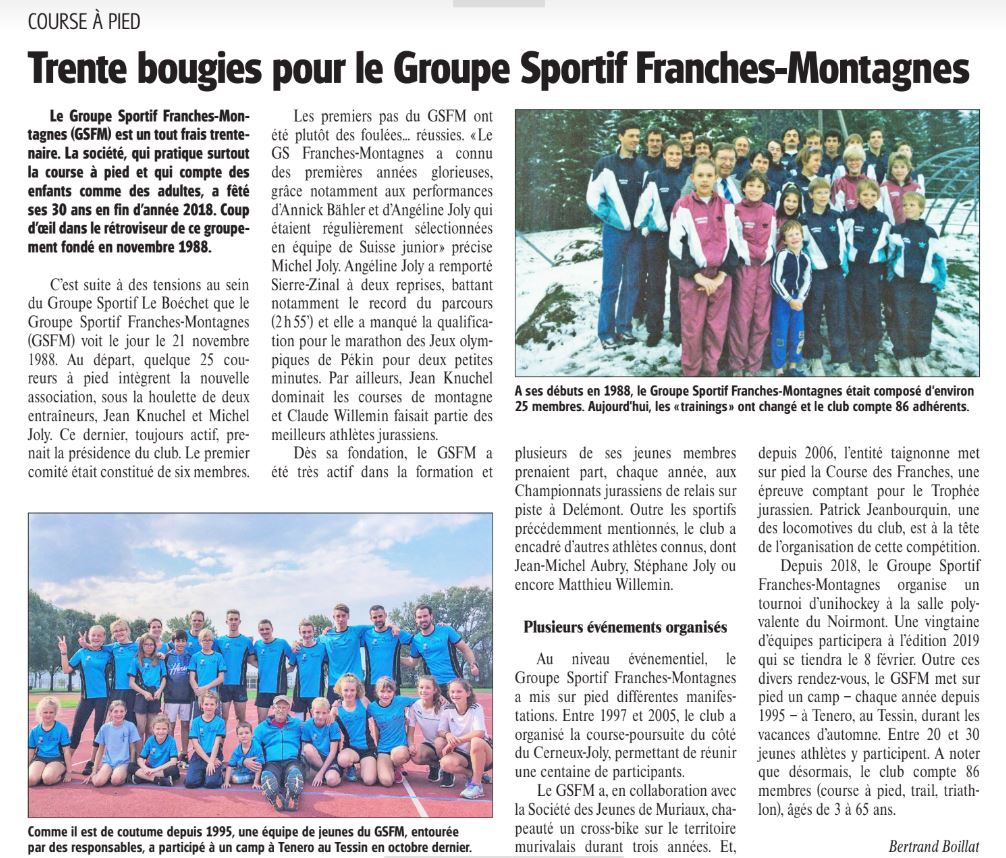 COURSE À PIED
Trente bougies pour le Groupe Sportif Franches-Montagnes
Le Groupe Sportif Franches-Mon-
tagnes (GSFM) est un tout frais trente-
naire. La société, qui pratique surtout
la course à pied et qui compte des
enfants comme des adultes, a fêté
ses 30 ans en fin d'année 2018. Coup
d'œil dans le rétroviseur de ce groupe-
ment fondé en novembre 1988.
C'est suite à des tensions au sein
du Groupe Sportif Le Boéchet que le
Groupe Sportif Franches-Montagnes
(GSFM) voit le jour le 21 novembre
1988. Au départ, quelque 25 cou-
reurs à pied intègrent la nouvelle
association, sous la houlette de deux
entraîneurs, Jean Knuchel et Michel
Joly. Ce dernier, toujours actif, pre-
nait la présidence du club. Le premier
comité était constitué de six membres.
Les premiers pas du GSFM ont
été plutôt des foulées... réussies. «Le
GS Franches-Montagnes a connu
des premières années glorieuses,
grâce notamment aux performances
d'Annick Bähler et d'Angéline Joly qui
étaient régulièrement sélectionnées
en équipe de Suisse junior» précise
Michel Joly. Angéline Joly a remporté
Sierre-Zinal à deux reprises, battant
notamment le record du parcours
(2h55') et elle a manqué la qualifica-
tion pour le marathon des Jeux olym-
piques de Pékin pour deux petites
minutes. Par ailleurs, Jean Knuchel
dominait les courses de montagne
et Claude Willemin faisait partie des
meilleurs athlètes jurassiens.
Dès sa fondation, le GSFM a
été très actif dans la formation et
A ses débuts en 1988, le Groupe Sportif Franches-Montagnes était composé d'environ
25 membres. Aujourd'hui, les «trainings» ont changé et le club compte 86 adhérents.
plusieurs de ses jeunes membres
prenaient part, chaque année, aux
Championnats jurassiens de relais sur
piste à Delémont. Outre les sportifs
précédemment mentionnés, le club a
encadré d'autres athlètes connus, dont
Jean-Michel Aubry, Stéphane Joly ou
encore Matthieu Willemin.
Plusieurs événements organisés
Au niveau événementiel, le
Groupe Sportif Franches-Montagnes
a mis sur pied différentes manifes-
tations. Entre 1997 et 2005, le club a
organisé la course-poursuite du côté
du Cerneux-Joly, permettant de réunir
une centaine de participants.
Le GSFM a, en collaboration avec
la Société des Jeunes de Muriaux, cha-
peauté un cross-bike sur le territoire
murivalais durant trois années. Et,
depuis 2006, l'entité taignonne met
sur pied la Course des Franches, une
épreuve comptant pour le Trophée
jurassien. Patrick Jeanbourquin, une
des locomotives du club, est à la tête
de l'organisation de cette compétition.
Depuis 2018, le Groupe Sportif
Franches-Montagnes organise un
tournoi d'unihockey à la salle poly-
valente du Noirmont. Une vingtaine
d'équipes participera à l'édition 2019
qui se tiendra le 8 février. Outre ces
divers rendez-vous, le GSFM met sur
pied un camp – chaque année depuis
1995 – à Tenero, au Tessin, durant les
vacances d'automne. Entre 20 et 30
jeunes athlètes y participent. A noter
que désormais, le club compte 86
membres (course à pied, trail, triath-
lon), âgés de 3 à 65 ans.
Bertrand Boillat
Comme il est de coutume depuis 1995, une équipe de jeunes du GSFM, entourée
par des responsables, a participé à un camp à Tenero au Tessin en octobre dernier.